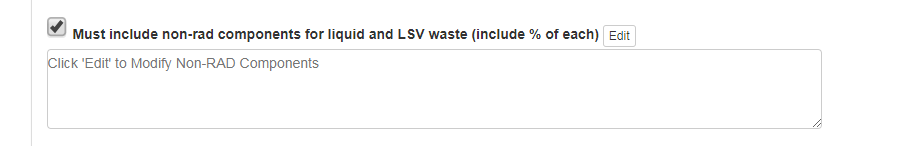 Must include non-rad components for liquid and LSV waste (include % of each) Edit
Click 'Edit' to Modify Non-RAD Components